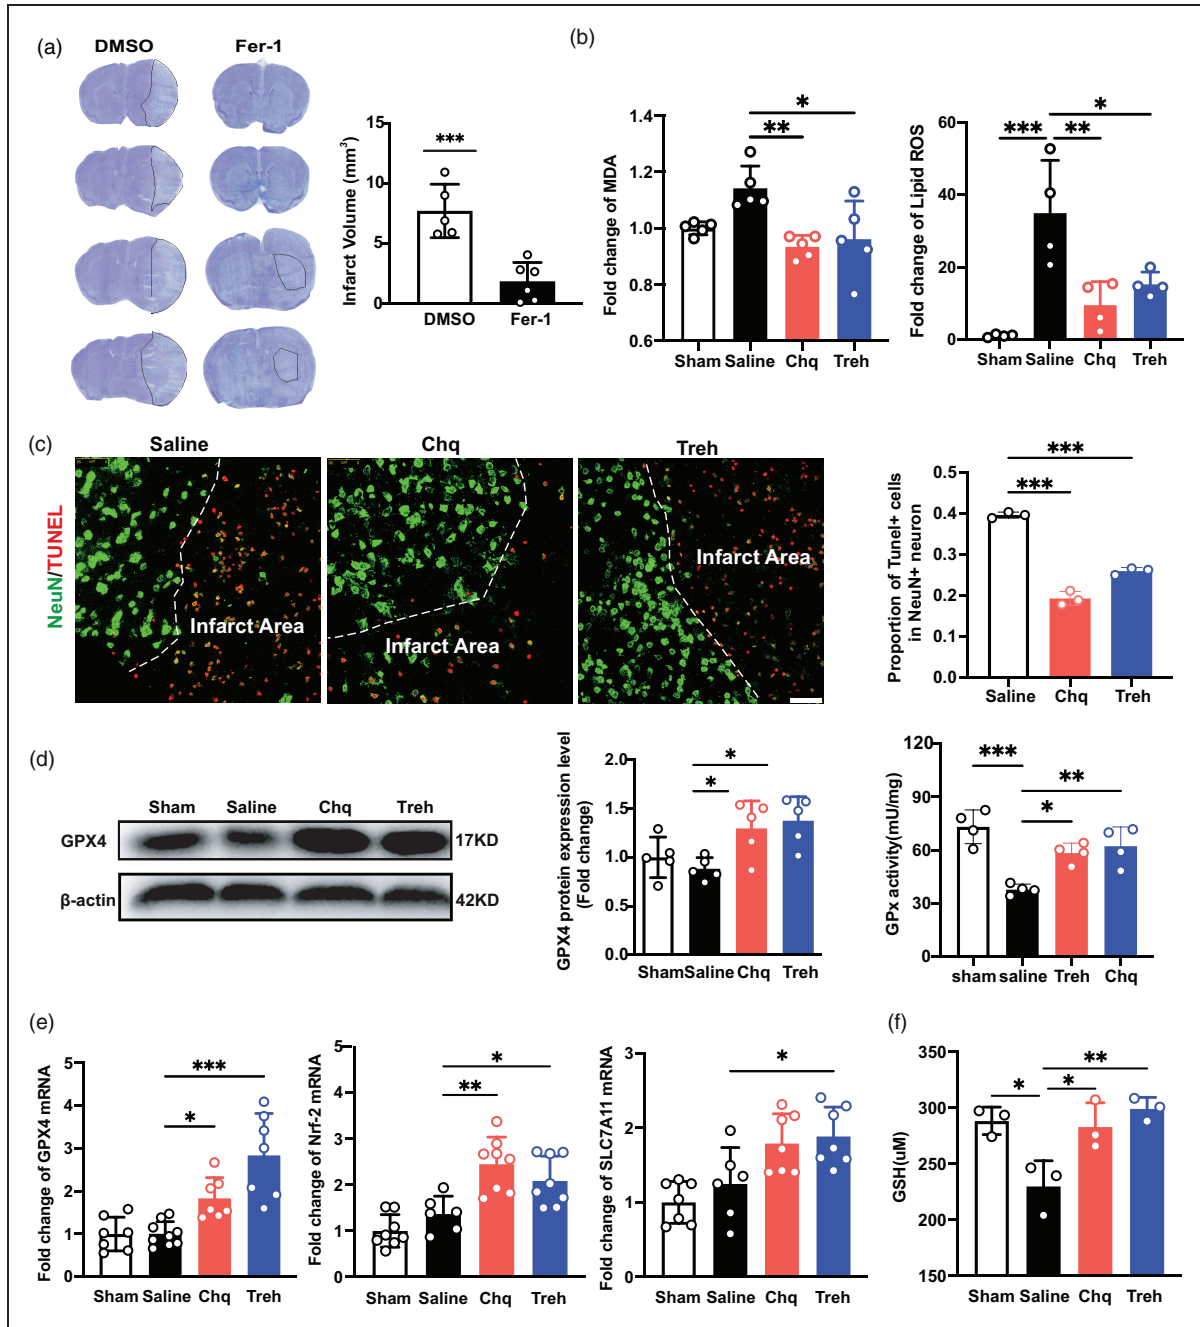 (a)
DMSO
Fer-1
Infarct Volume (mm³)
15
10
5
0
***
DMSO
Fer-1
(b)
Fold change of MDA
1.4
1.2
1.0
0.8
0.6
*
**
Sham
Saline
Chq
Treh
Fold change of Lipid ROS
60
40
20
0
*
***
**
Sham
Saline
Chq
Treh
(c)
NeuN/TUNEL
Saline
Chq
Treh
Infarct Area
Infarct Area
Infarct Area
Proportion of Tunel+ cells
in NeuN+ neuron
0.5
0.4
0.3
0.2
0.1
0.0
***
***
Saline
Chq
Treh
(d)
Sham
Saline
Chq
Treh
GPX4
17KD
β-actin
42KD
GPX4 protein expression level
(Fold change)
2.0
1.5
1.0
0.5
0.0
*
*
Sham
Saline
Chq
Treh
GPx activity(mU/mg)
120
90
60
30
0
***
**
*
sham
saline
Treh
Chq
(e)
Fold change of GPX4 mRNA
5
4
3
2
1
0
***
*
Sham
Saline
Chq
Treh
Fold change of Nrf-2 mRNA
5
4
3
2
1
0
*
**
Sham
Saline
Chq
Treh
Fold change of SLC7A11 mRNA
3
2
1
0
*
Sham
Saline
Chq
Treh
(f)
GSH(uM)
350
300
250
200
150
**
*
*
Sham
Saline
Chq
Treh